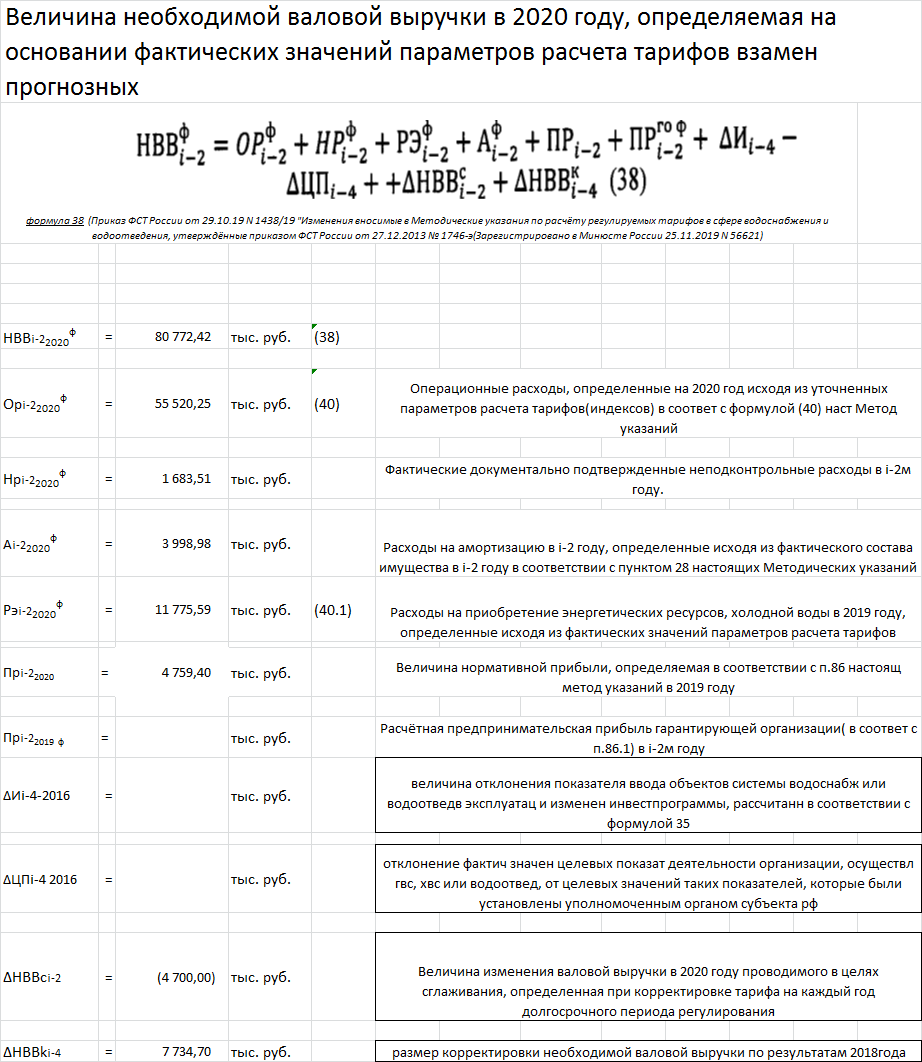 Величина необходимой валовой выручки в 2020 году, определяемая на
основании фактических значений параметров расчета тарифов взамен
прогнозных
НВВ^ф_{i−2} = ОР^ф_{i−2} + НР^ф_{i−2} + РЭ^ф_{i−2} + А^ф_{i−2} + ПР_{i−2} + ПР^{го ф}_{i−2} + ΔИ_{i−4} −
ΔЦП_{i−4} + +ΔНВВ^с_{i−2} + ΔНВВ^к_{i−4} (38)
формула 38 (Приказ ФСТ России от 29.10.19 N 1438/19 "Изменения вносимые в Методические указания по расчёту регулируемых тарифов в сфере водоснабжения и
водоотведения, утверждённые приказом ФСТ России от 27.12.2013 № 1746-э(Зарегистрировано в Минюсте России 25.11.2019 N 56621)
НВВi-2₂₀₂₀ф = 80 772,42 тыс. руб. (38)
Орi-2₂₀₂₀ф = 55 520,25 тыс. руб. (40)
Операционные расходы, определенные на 2020 год исходя из уточненных
параметров расчета тарифов(индексов) в соответ с формулой (40) наст Метод
указаний
Нрi-2₂₀₂₀ф = 1 683,51 тыс. руб.
Фактические документально подтвержденные неподконтрольные расходы в i-2м
году.
Аi-2₂₀₂₀ф = 3 998,98 тыс. руб.
Расходы на амортизацию в i-2 году, определенные исходя из фактического состава
имущества в i-2 году в соответствии с пунктом 28 настоящих Методических указаний
Рэi-2₂₀₂₀ф = 11 775,59 тыс. руб. (40.1)
Расходы на приобретение энергетических ресурсов, холодной воды в 2019 году,
определенные исходя из фактических значений параметров расчета тарифов
Прi-2₂₀₂₀ = 4 759,40 тыс. руб.
Величина нормативной прибыли, определяемая в соответствии с п.86 настоящ
метод указаний в 2019 году
Прi-2₂₀₁₉ ф = тыс. руб.
Расчётная предпринимательская прибыль гарантирующей организации( в соответ с
п.86.1) в i-2м году
ΔИi-4-2016 = тыс. руб.
величина отклонения показателя ввода объектов системы водоснабж или
водоотведв эксплуатац и изменен инвестпрограммы, рассчитанн в соответствии с
формулой 35
ΔЦПi-4 2016 = тыс. руб.
отклонение фактич значен целевых показат деятельности организации, осуществл
гвс, хвс или водоотвед, от целевых значений таких показателей, которые были
установлены уполномоченным органом субъекта рф
ΔНВВсi-2 = (4 700,00) тыс. руб.
Величина изменения валовой выручки в 2020 году проводимого в целях
сглаживания, определенная при корректировке тарифа на каждый год
долгосрочного периода регулирования
ΔНВВki-4 = 7 734,70 тыс. руб.
размер корректировки необходимой валовой выручки по результатам 2018года